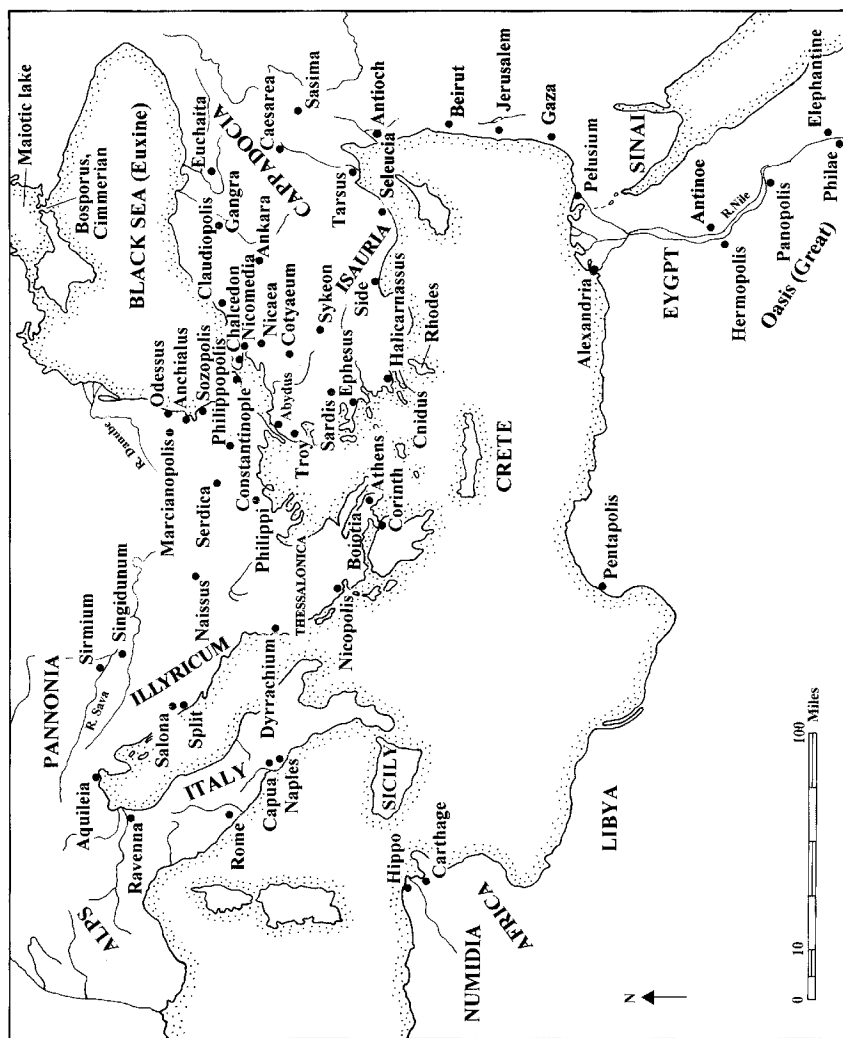 Maiotic lake
Bosporus,
Cimmerian
BLACK SEA (Euxine)
PANNONIA
ALPS
Aquileia
Ravenna
R. Sava
Sirmium
Singidunum
ILLYRICUM
Salona
Split
ITALY
Rome
Capua
Naples
Dyrrachium
Naissus
Serdica
Marcianopolis
R. Danube
Odessus
Anchialus
Sozopolis
Philippopolis
Constantinople
Philippi
THESSALONICA
Nicopolis
Boiotia
Athens
Corinth
Chalcedon
Nicomedia
Nicaea
Cotyaeum
Claudiopolis
Gangra
Ankara
Euchaita
CAPPADOCIA
Caesarea
Sasima
Abydus
Troy
Sardis
Ephesus
Sykeon
Side
ISAURIA
Tarsus
Seleucia
Antioch
Halicarnassus
Cnidus
Rhodes
CRETE
SICILY
Hippo
Carthage
NUMIDIA
AFRICA
LIBYA
Pentapolis
Beirut
Jerusalem
Gaza
Pelusium
SINAI
Alexandria
EYGPT
R.Nile
Antinoe
Hermopolis
Panopolis
Oasis (Great)
Philae
Elephantine
N
0
10
100
Miles